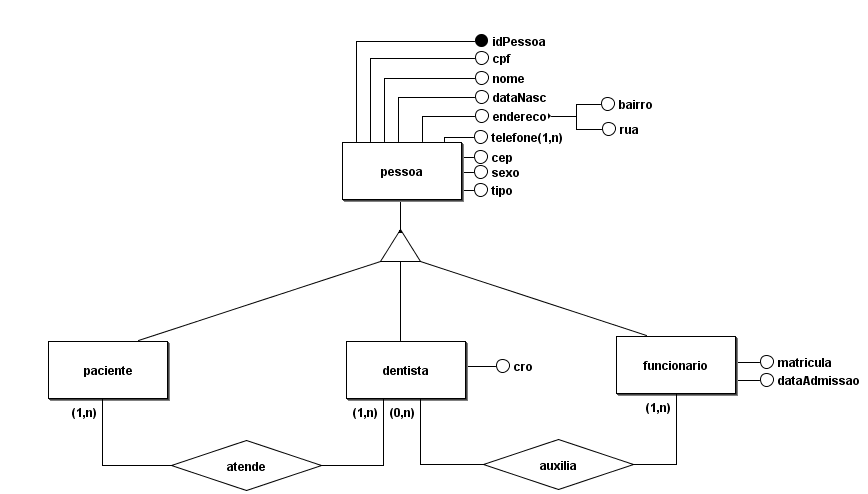 idPessoa
cpf
nome
dataNasc
endereco
bairro
rua
telefone(1,n)
cep
sexo
tipo
pessoa
paciente
dentista
cro
funcionario
matricula
dataAdmissao
(1,n)
(1,n)
(0,n)
(1,n)
atende
auxilia